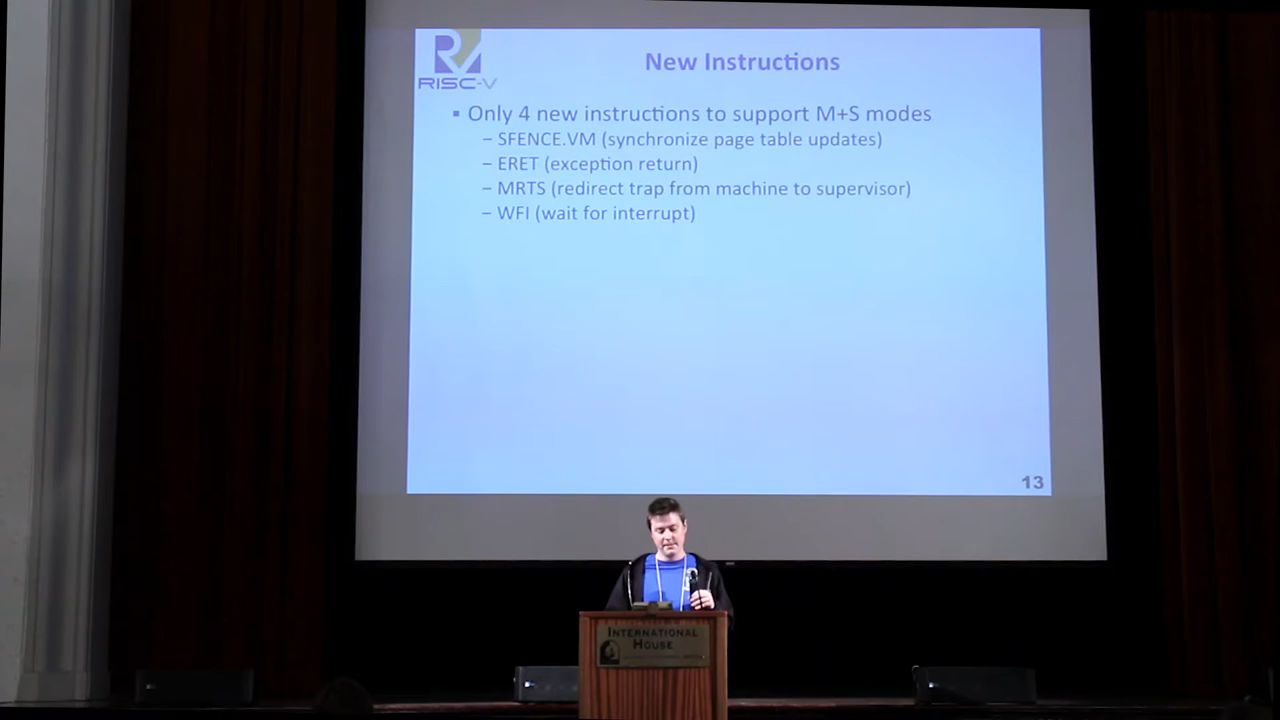 RISC-V
New Instructions
▪ Only 4 new instructions to support M+S modes
– SFENCE.VM (synchronize page table updates)
– ERET (exception return)
– MRTS (redirect trap from machine to supervisor)
– WFI (wait for interrupt)
13
INTERNATIONAL
HOUSE